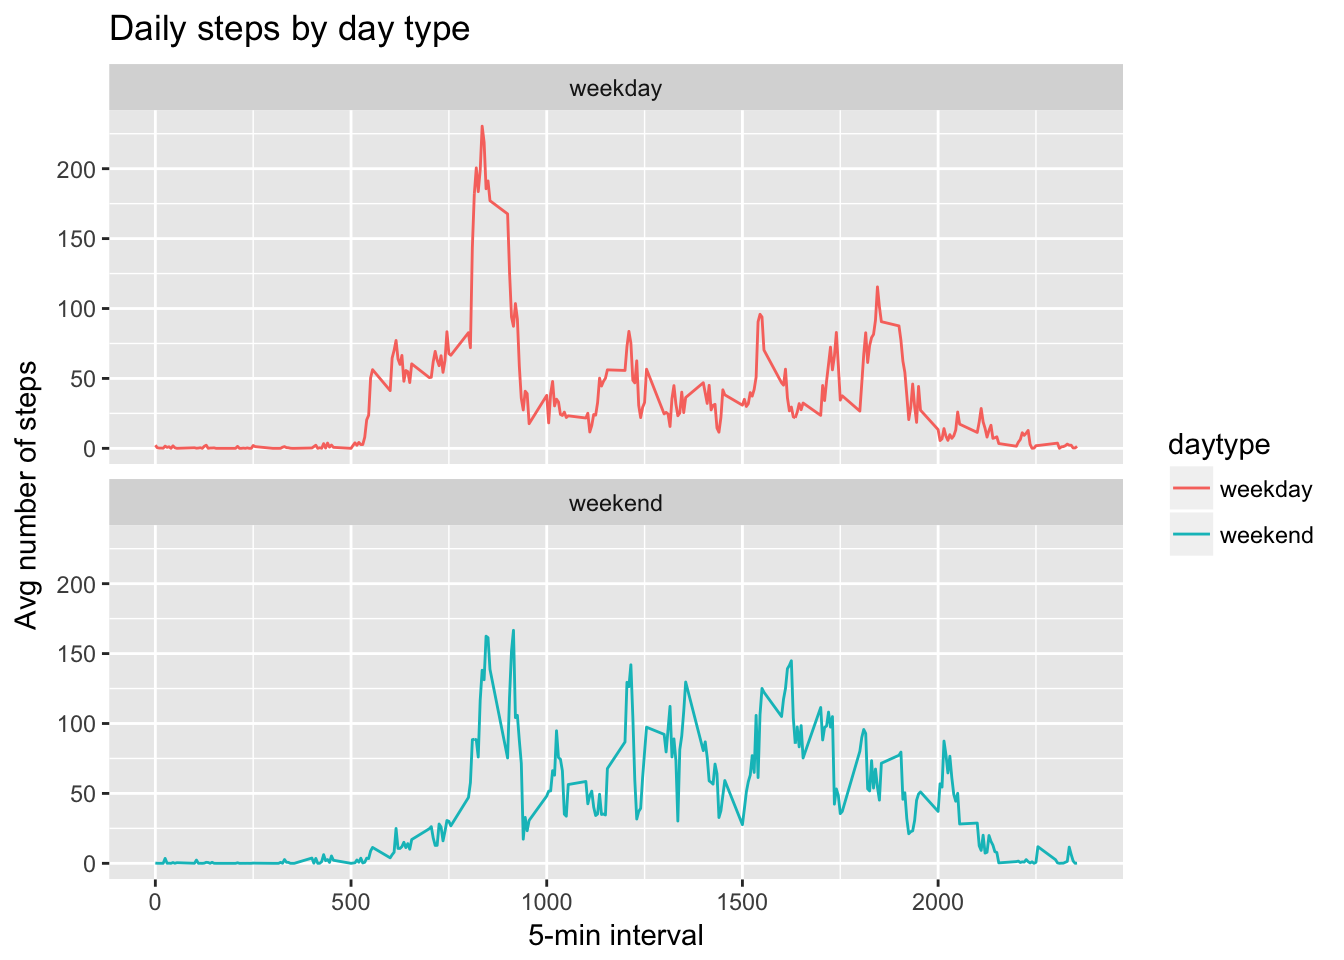 Daily steps by day type
weekday
200
150
100
50
0
weekend
200
150
100
50
0
0 500 1000 1500 2000
5-min interval
Avg number of steps
daytype
weekday
weekend